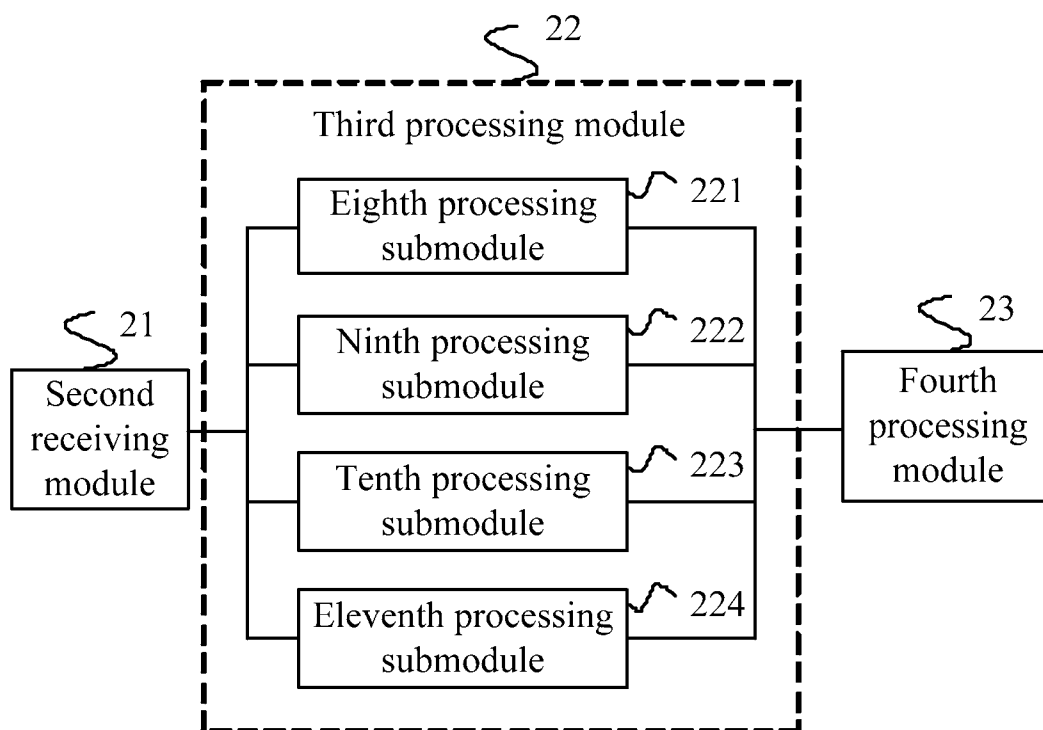 22
Third processing module
221
Eighth processing
submodule
21
222
Ninth processing
submodule
23
Second
receiving
module
Fourth
processing
module
223
Tenth processing
submodule
224
Eleventh processing
submodule